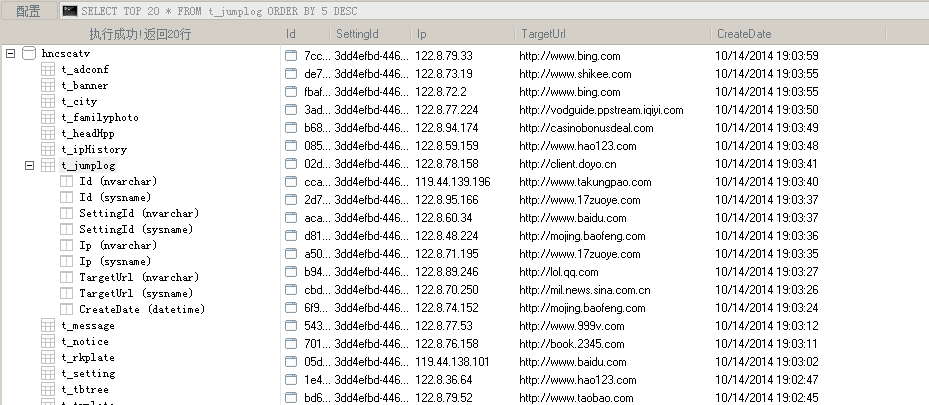 配置 SELECT TOP 20 * FROM t_jumplog ORDER BY 5 DESC
执行成功!返回20行 Id SettingId Ip TargetUrl CreateDate
hncscatv 7cc... 3dd4efbd-446... 122.8.79.33 http://www.bing.com 10/14/2014 19:03:59
t_adconf de7... 3dd4efbd-446... 122.8.73.19 http://www.shikee.com 10/14/2014 19:03:55
t_banner fbaf... 3dd4efbd-446... 122.8.72.2 http://www.bing.com 10/14/2014 19:03:55
t_city 3ad... 3dd4efbd-446... 122.8.77.224 http://vodguide.ppstream.iqiyi.com 10/14/2014 19:03:50
t_familyphoto b68... 3dd4efbd-446... 122.8.94.174 http://casinobonusdeal.com 10/14/2014 19:03:49
t_headHpp 085... 3dd4efbd-446... 122.8.59.159 http://www.hao123.com 10/14/2014 19:03:48
t_ipHistory 02d... 3dd4efbd-446... 122.8.78.158 http://client.doyo.cn 10/14/2014 19:03:41
t_jumplog cca... 3dd4efbd-446... 119.44.139.196 http://www.takungpao.com 10/14/2014 19:03:40
Id (nvarchar) 2d7... 3dd4efbd-446... 122.8.95.166 http://www.17zuoye.com 10/14/2014 19:03:37
Id (sysname) aca... 3dd4efbd-446... 122.8.60.34 http://www.baidu.com 10/14/2014 19:03:37
SettingId (nvarchar) d81... 3dd4efbd-446... 122.8.48.224 http://mojing.baofeng.com 10/14/2014 19:03:36
SettingId (sysname) a50... 3dd4efbd-446... 122.8.71.195 http://www.17zuoye.com 10/14/2014 19:03:35
Ip (nvarchar) b94... 3dd4efbd-446... 122.8.89.246 http://lol.qq.com 10/14/2014 19:03:27
Ip (sysname) cbd... 3dd4efbd-446... 122.8.70.250 http://mil.news.sina.com.cn 10/14/2014 19:03:26
TargetUrl (nvarchar) 6f9... 3dd4efbd-446... 122.8.74.152 http://mojing.baofeng.com 10/14/2014 19:03:24
TargetUrl (sysname) 543... 3dd4efbd-446... 122.8.77.53 http://www.999v.com 10/14/2014 19:03:12
CreateDate (datetime) 701... 3dd4efbd-446... 122.8.76.158 http://book.2345.com 10/14/2014 19:03:11
t_message 05d... 3dd4efbd-446... 119.44.138.101 http://www.baidu.com 10/14/2014 19:03:02
t_notice 1e4... 3dd4efbd-446... 122.8.36.64 http://www.hao123.com 10/14/2014 19:02:47
t_rkplate bd6... 3dd4efbd-446... 122.8.79.52 http://www.taobao.com 10/14/2014 19:02:45
t_setting
t_tbtree